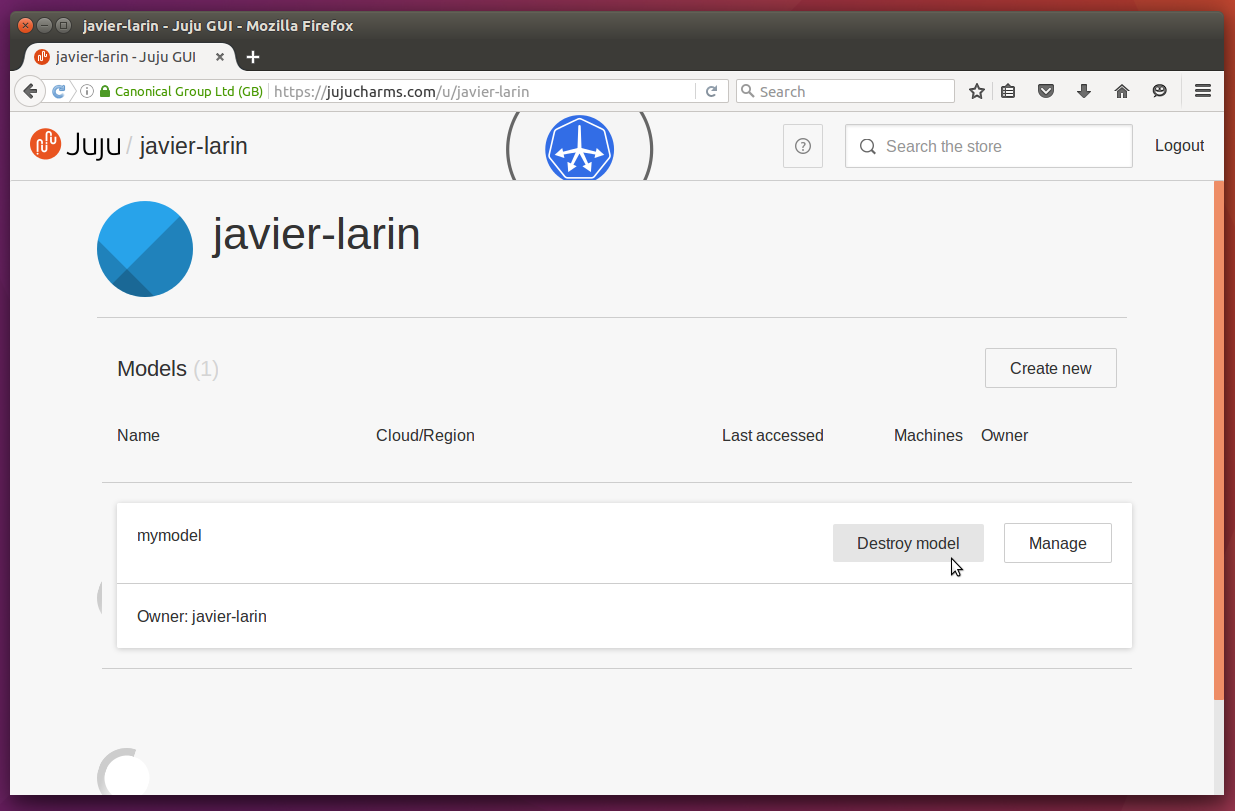 javier-larin - Juju GUI - Mozilla Firefox
javier-larin - Juju GUI
Canonical Group Ltd (GB) https://jujucharms.com/u/javier-larin Search
Juju / javier-larin ? Search the store Logout
javier-larin
Models (1) Create new
Name Cloud/Region Last accessed Machines Owner
mymodel Destroy model Manage
Owner: javier-larin